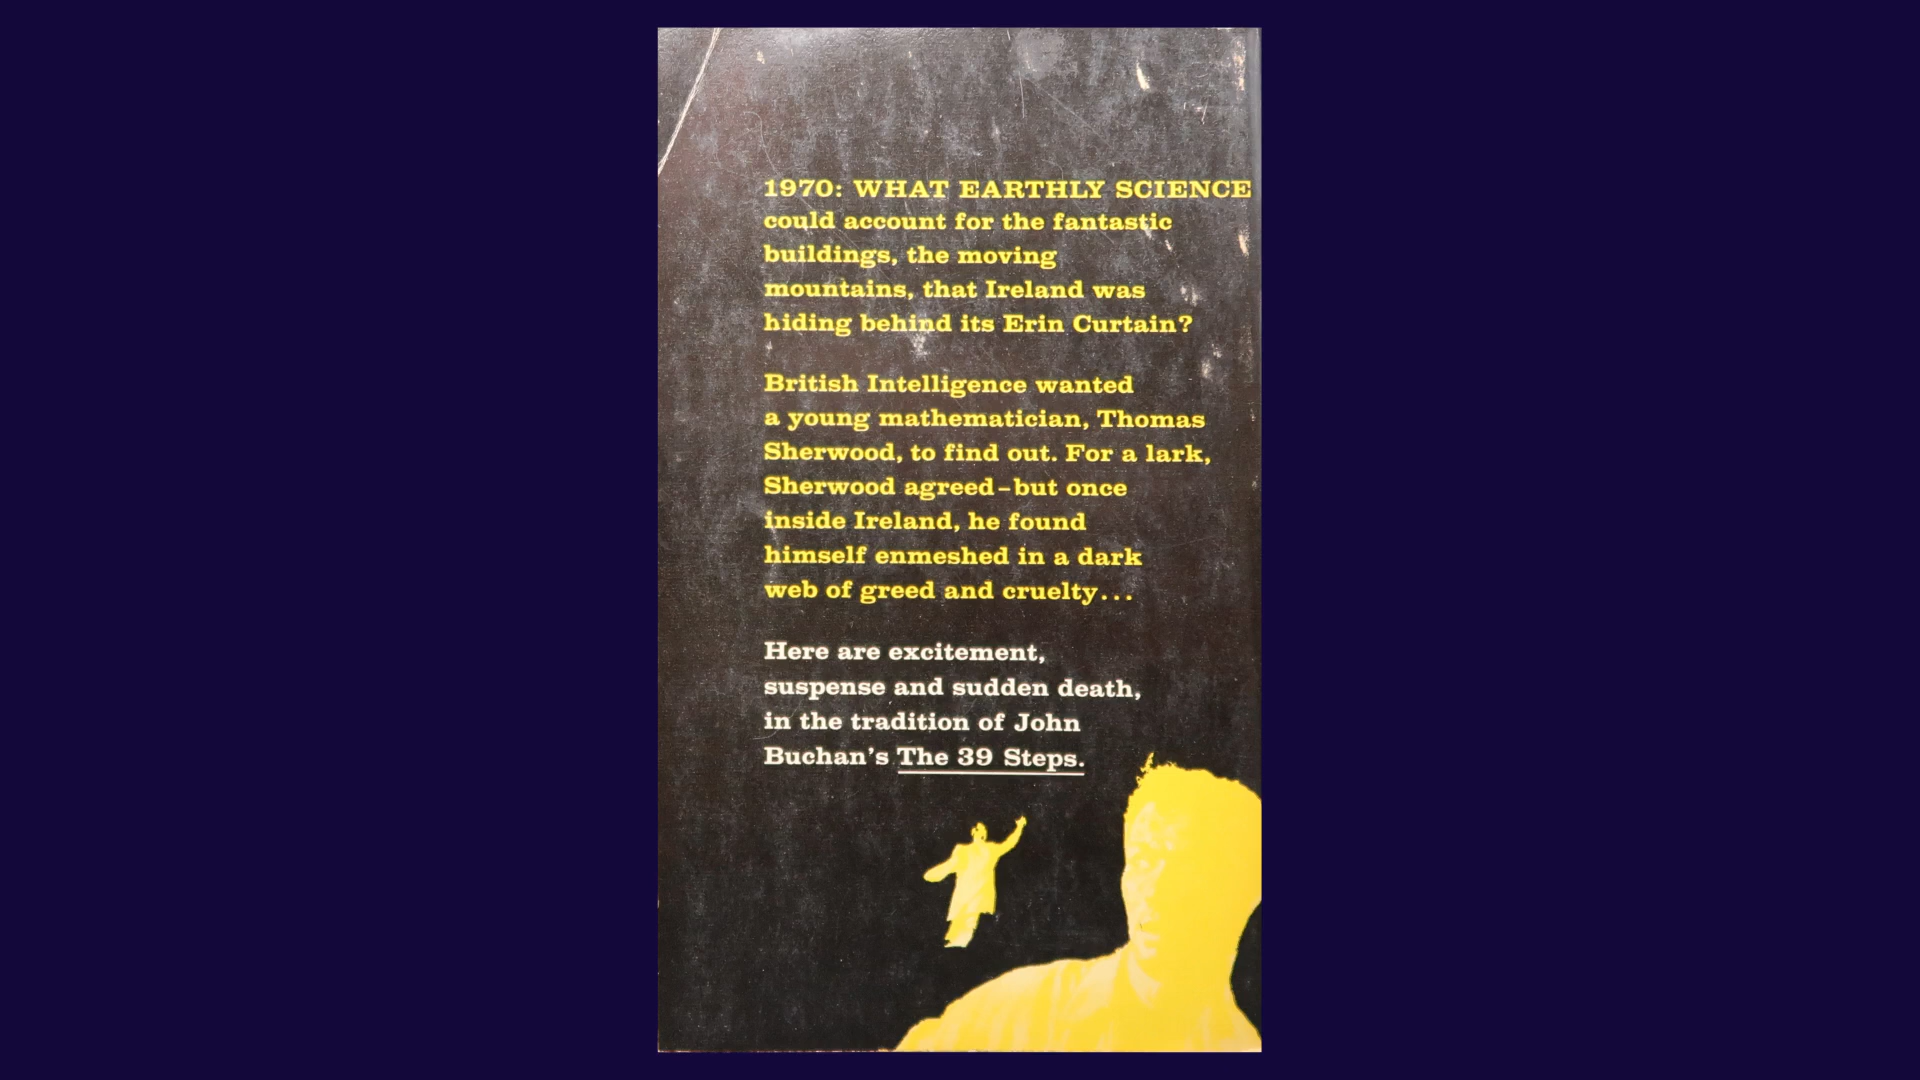 1970: WHAT EARTHLY SCIENCE
could account for the fantastic
buildings, the moving
mountains, that Ireland was
hiding behind its Erin Curtain?
British Intelligence wanted
a young mathematician, Thomas
Sherwood, to find out. For a lark,
Sherwood agreed–but once
inside Ireland, he found
himself enmeshed in a dark
web of greed and cruelty...
Here are excitement,
suspense and sudden death,
in the tradition of John
Buchan's The 39 Steps.